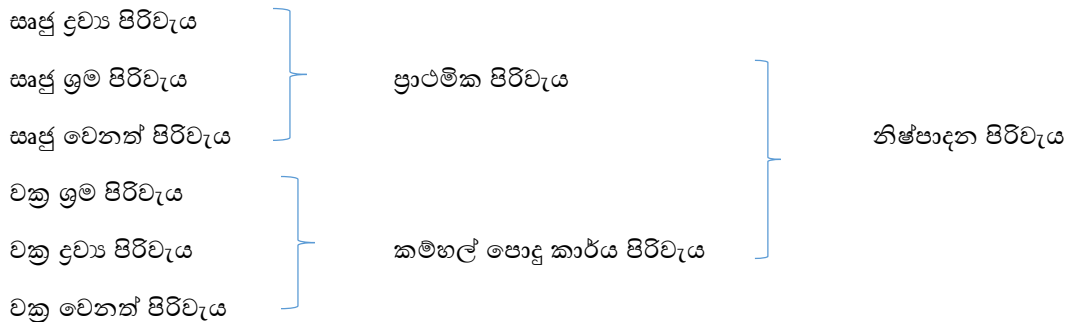 සෘජු ද්‍රව්‍ය පිරිවැය
සෘජු ශ්‍රම පිරිවැය ප්‍රාථමික පිරිවැය
සෘජු වෙනත් පිරිවැය නිෂ්පාදන පිරිවැය
වක්‍ර ශ්‍රම පිරිවැය
වක්‍ර ද්‍රව්‍ය පිරිවැය කම්හල් පොදු කාර්ය පිරිවැය
වක්‍ර වෙනත් පිරිවැය